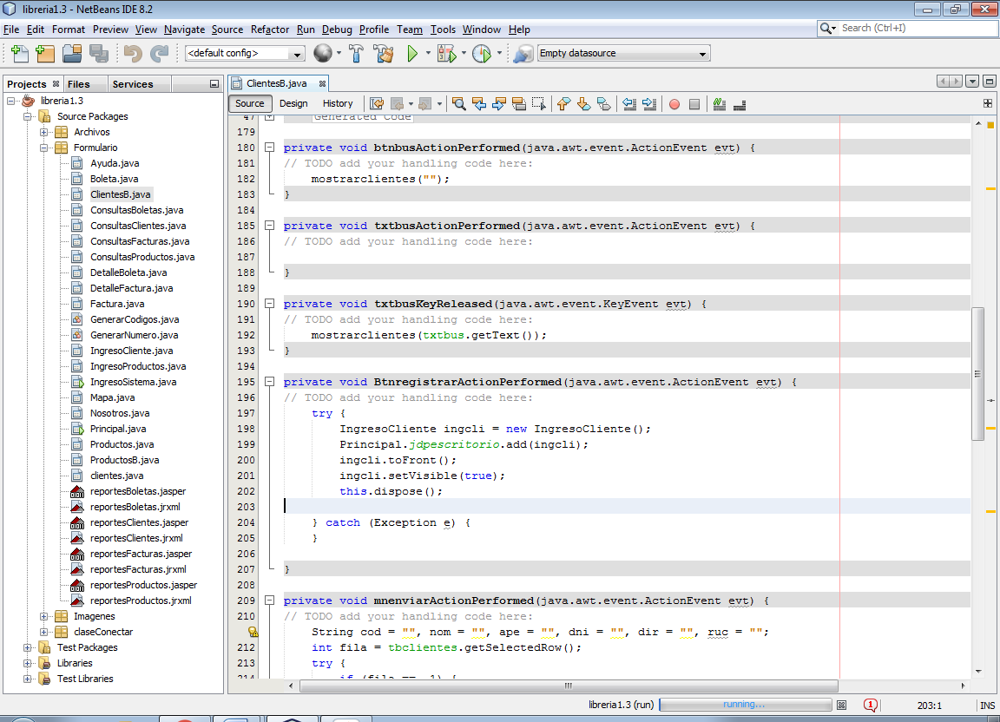 libreria1.3 - NetBeans IDE 8.2
File Edit Format Preview View Navigate Source Refactor Run Debug Profile Team Tools Window Help
Search (Ctrl+I)
<default config>
Empty datasource
Projects
Files
Services
libreria1.3
Source Packages
Archivos
Formulario
Ayuda.java
Boleta.java
ClientesB.java
ConsultasBoletas.java
ConsultasClientes.java
ConsultasFacturas.java
ConsultasProductos.java
DetalleBoleta.java
DetalleFactura.java
Factura.java
GenerarCodigos.java
GenerarNumero.java
IngresoCliente.java
IngresoProductos.java
IngresoSistema.java
Mapa.java
Nosotros.java
Principal.java
Productos.java
ProductosB.java
clientes.java
reportesBoletas.jasper
reportesBoletas.jrxml
reportesClientes.jasper
reportesClientes.jrxml
reportesFacturas.jasper
reportesFacturas.jrxml
reportesProductos.jasper
reportesProductos.jrxml
Imagenes
claseConectar
Test Packages
Libraries
Test Libraries
ClientesB.java
Source Design History
47 Generated Code
179
180 private void btnbusActionPerformed(java.awt.event.ActionEvent evt) {
181 // TODO add your handling code here:
182 mostrarclientes("");
183 }
184
185 private void txtbusActionPerformed(java.awt.event.ActionEvent evt) {
186 // TODO add your handling code here:
187
188 }
189
190 private void txtbusKeyReleased(java.awt.event.KeyEvent evt) {
191 // TODO add your handling code here:
192 mostrarclientes(txtbus.getText());
193 }
194
195 private void BtnregistrarActionPerformed(java.awt.event.ActionEvent evt) {
196 // TODO add your handling code here:
197 try {
198 IngresoCliente ingcli = new IngresoCliente();
199 Principal.jdpescritorio.add(ingcli);
200 ingcli.toFront();
201 ingcli.setVisible(true);
202 this.dispose();
203
204 } catch (Exception e) {
205 }
206
207 }
208
209 private void mnenviarActionPerformed(java.awt.event.ActionEvent evt) {
210 // TODO add your handling code here:
String cod = "", nom = "", ape = "", dni = "", dir = "", ruc = "";
212 int fila = tbclientes.getSelectedRow();
213 try {
214 if (fila == -1) {
libreria1.3 (run)
running...
1
203:1
INS